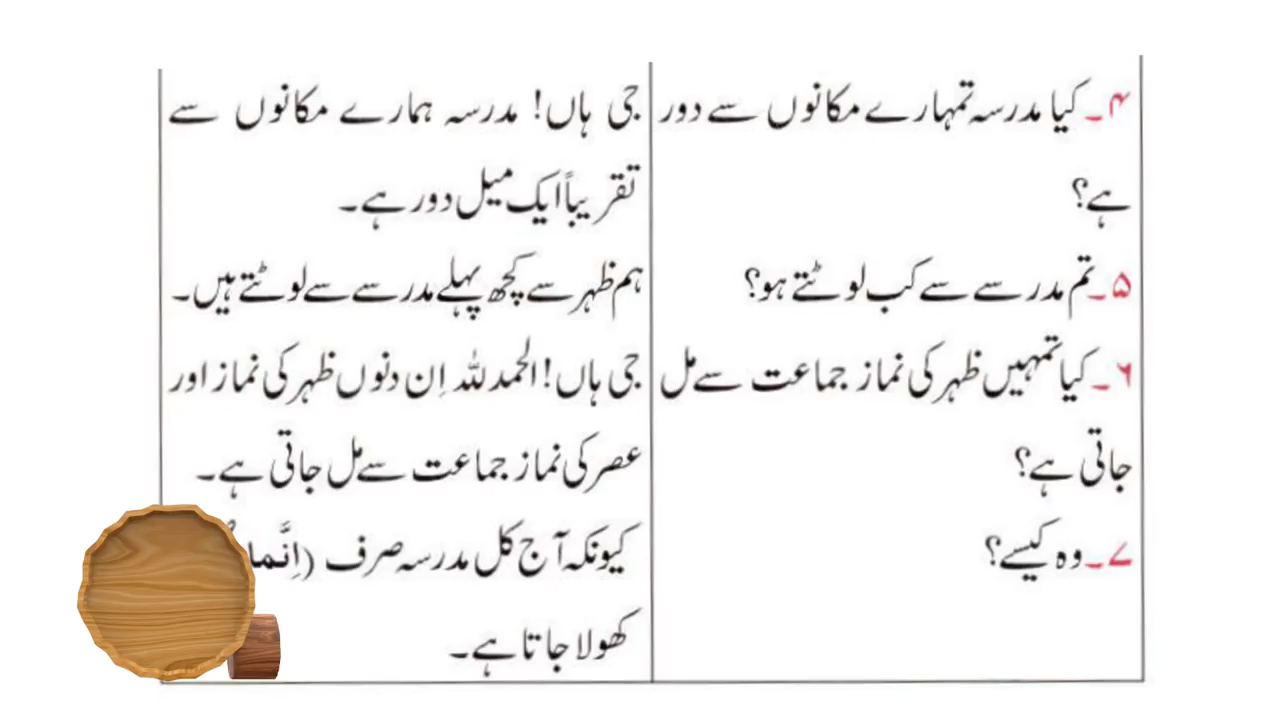 ۴۔کیا مدرسہ تمہارے مکانوں سے دور
ہے؟
۵۔تم مدرسے سے کب لوٹتے ہو؟
۶۔کیا تمہیں ظہر کی نماز جماعت سے مل
جاتی ہے؟
۷۔وہ کیسے؟
جی ہاں! مدرسہ ہمارے مکانوں سے
تقریباً ایک میل دور ہے۔
ہم ظہر سے کچھ پہلے مدرسے سے لوٹتے ہیں۔
جی ہاں! الحمد للہ اِن دنوں ظہر کی نماز اور
عصر کی نماز جماعت سے مل جاتی ہے۔
کیونکہ آج کل مدرسہ صرف (اِنَّما
کھولا جاتا ہے۔